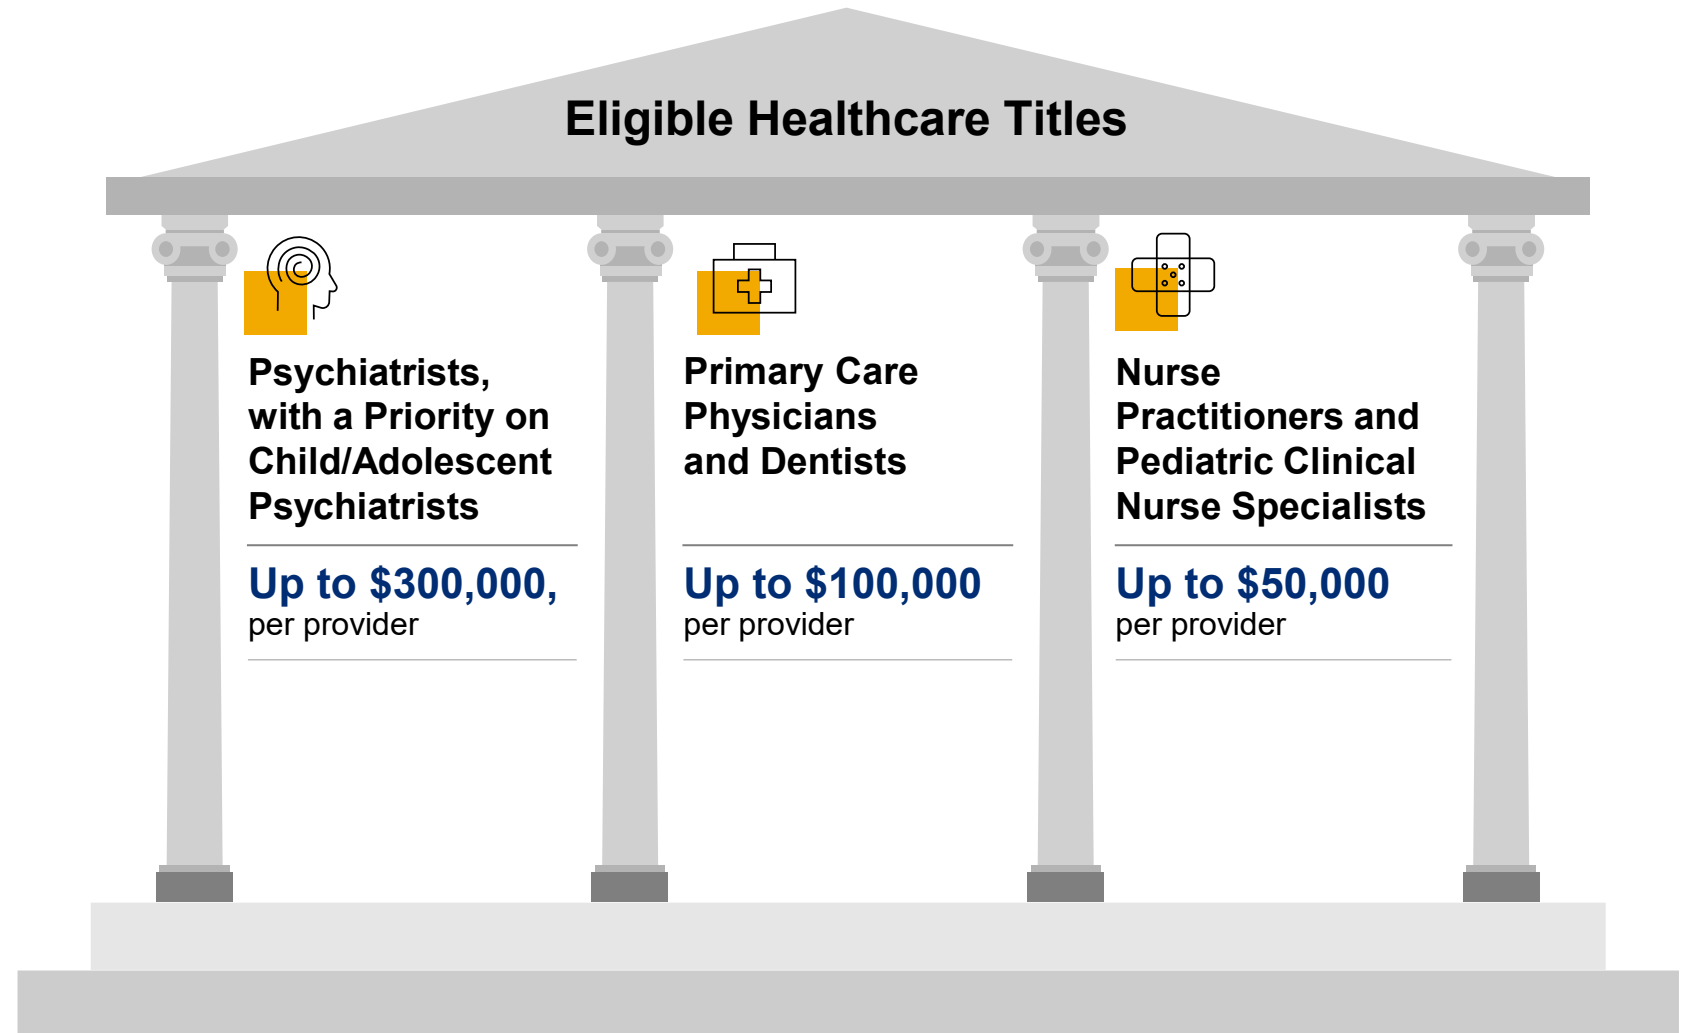 Eligible Healthcare Titles
Psychiatrists,
with a Priority on
Child/Adolescent
Psychiatrists
Up to $300,000,
per provider
Primary Care
Physicians
and Dentists
Up to $100,000
per provider
Nurse
Practitioners and
Pediatric Clinical
Nurse Specialists
Up to $50,000
per provider